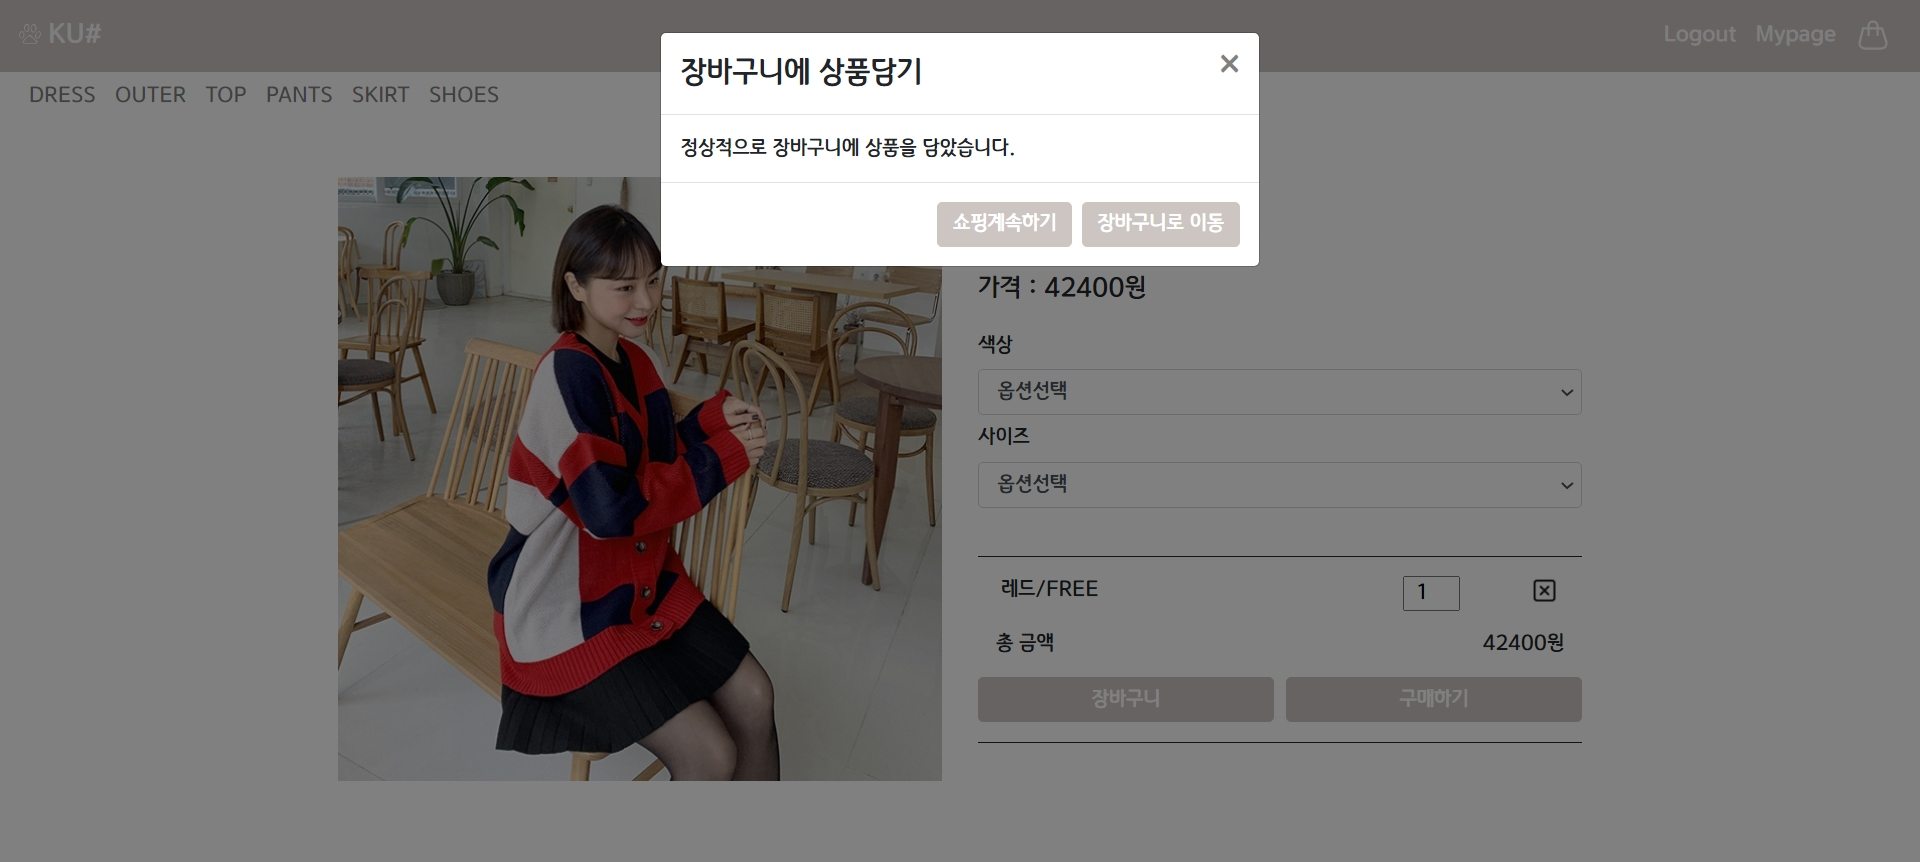 KU#
Logout Mypage
DRESS OUTER TOP PANTS SKIRT SHOES
장바구니에 상품담기
정상적으로 장바구니에 상품을 담았습니다.
쇼핑계속하기 장바구니로 이동
가격 : 42400원
색상
옵션선택
사이즈
옵션선택
레드/FREE 1
총 금액 42400원
장바구니 구매하기